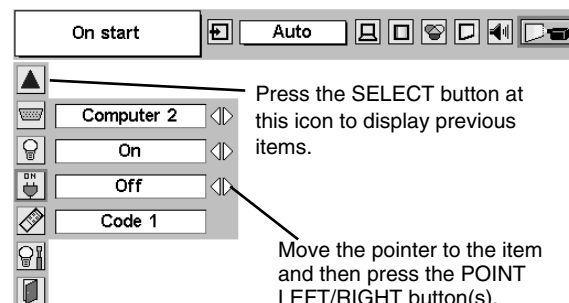 On start
Auto
Press the SELECT button at
this icon to display previous
items.
Computer 2
On
ON
Off
Code 1
Move the pointer to the item
and then press the POINT
LEFT/RIGHT button(s).